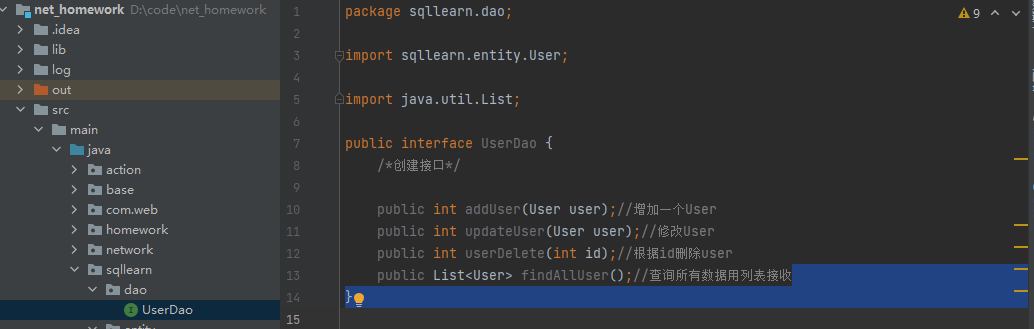 net_homework D:\code\net_homework
.idea
lib
log
out
src
main
java
action
base
com.web
homework
network
sqllearn
dao
UserDao
entity
9
1 package sqllearn.dao;
2
3 import sqllearn.entity.User;
4
5 import java.util.List;
6
7 public interface UserDao {
8 /*创建接口*/
9
10 public int addUser(User user);//增加一个User
11 public int updateUser(User user);//修改User
12 public int userDelete(int id);//根据id删除user
13 public List<User> findAllUser();//查询所有数据用列表接收
14 }
15